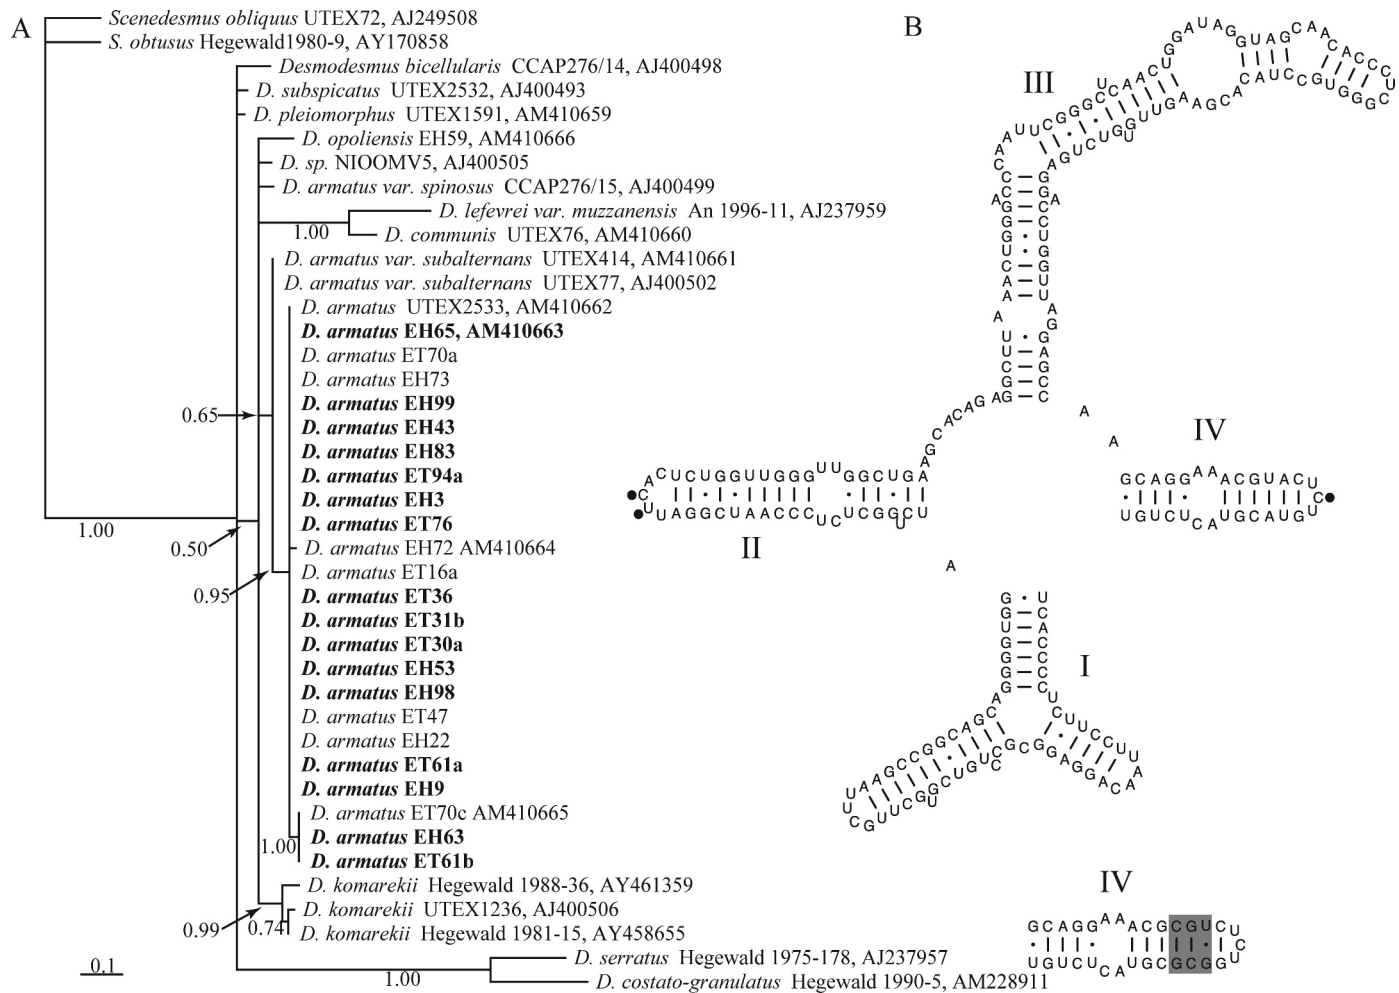 A
Scenedesmus obliquus UTEX72, AJ249508
S. obtusus Hegewald1980-9, AY170858
Desmodesmus bicellularis CCAP276/14, AJ400498
D. subspicatus UTEX2532, AJ400493
D. pleiomorphus UTEX1591, AM410659
D. opoliensis EH59, AM410666
D. sp. NIOOMV5, AJ400505
D. armatus var. spinosus CCAP276/15, AJ400499
D. lefevrei var. muzzanensis An 1996-11, AJ237959
1.00
D. communis UTEX76, AM410660
D. armatus var. subalternans UTEX414, AM410661
D. armatus var. subalternans UTEX77, AJ400502
D. armatus UTEX2533, AM410662
D. armatus EH65, AM410663
D. armatus ET70a
D. armatus EH73
D. armatus EH99
0.65
D. armatus EH43
D. armatus EH83
D. armatus ET94a
D. armatus EH3
D. armatus ET76
1.00
0.50
D. armatus EH72 AM410664
D. armatus ET16a
0.95
D. armatus ET36
D. armatus ET31b
D. armatus ET30a
D. armatus EH53
D. armatus EH98
D. armatus ET47
D. armatus EH22
D. armatus ET61a
D. armatus EH9
D. armatus ET70c AM410665
D. armatus EH63
1.00
D. armatus ET61b
D. komarekii Hegewald 1988-36, AY461359
D. komarekii UTEX1236, AJ400506
0.99
0.74
D. komarekii Hegewald 1981-15, AY458655
D. serratus Hegewald 1975-178, AJ237957
0.1
1.00
D. costato-granulatus Hegewald 1990-5, AM228911
B
III
II
A
A
IV
GCAGGAAACGUACU
C
UGUCUCAUGCAUGU
A
I
IV
GCAGGAAACGCGUCU
C
UGUCUCAUGCGCGGU